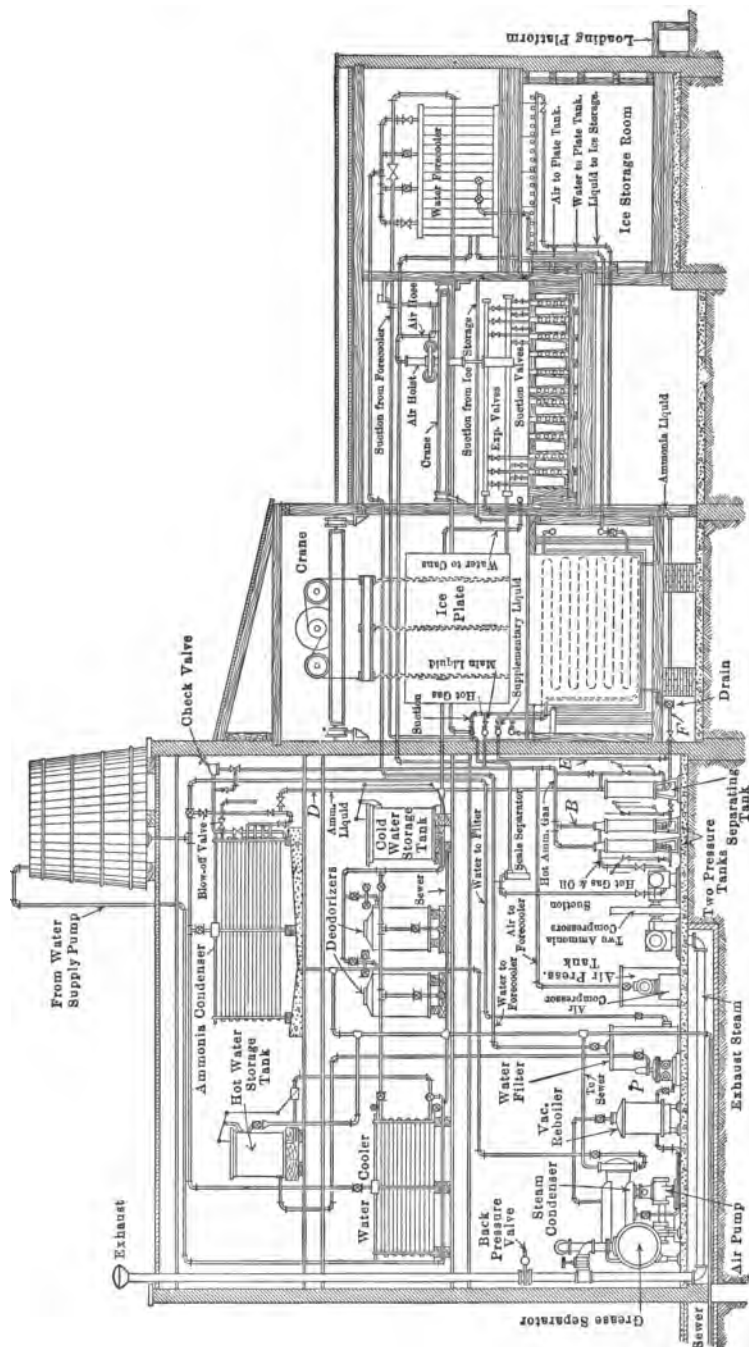 Exhaust
From Water
Supply Pump
Check Valve
Blow-off Valve
Ammonia Condenser
Hot Water
Storage
Tank
D
Amm.
Liquid
Water Cooler
Deodorizers
Cold Water
Storage
Tank
Sewer
Back
Pressure
Valve
Steam
Condenser
Vac.
Reboiler
To
Sewer
Water
Filter
P
Water to
Forecooler
Air
Compressor
Air Press.
Tank
Air to
Forecooler
Water to Filter
Scale Separator
Two Ammonia
Compressors
Suction
Hot Gas & Oil
Hot Amm. Gas
B
E
Two Pressure
Tanks
Separating
Tank
Grease Separator
Sewer
Air Pump
Exhaust Steam
Crane
Ice
Plate
Water to Cans
Suction
Hot Gas
Main Liquid
Supplementary Liquid
F
Drain
Suction from Forecooler
Air Hoist
Air Hose
Crane
Suction from Ice Storage
Exp. Valves
Suction Valves
Ammonia Liquid
Water Forecooler
Air to Plate Tank.
Water to Plate Tank.
Liquid to Ice Storage.
Ice Storage Room
Loading Platform